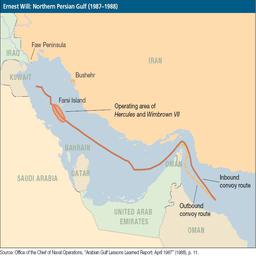 Ernest Will: Northern Persian Gulf (1987–1988)
IRAQ
Faw Peninsula
IRAN
KUWAIT
Bushehr
Farsi Island
Operating area of
Hercules and Wimbrown VII
BAHRAIN
QATAR
OMAN
Inbound
convoy route
SAUDI ARABIA
Outbound
convoy route
UNITED ARAB
EMIRATES
OMAN
Source: Office of the Chief of Naval Operations, "Arabian Gulf Lessons Learned Report; April 1987" (1988), p. 11.